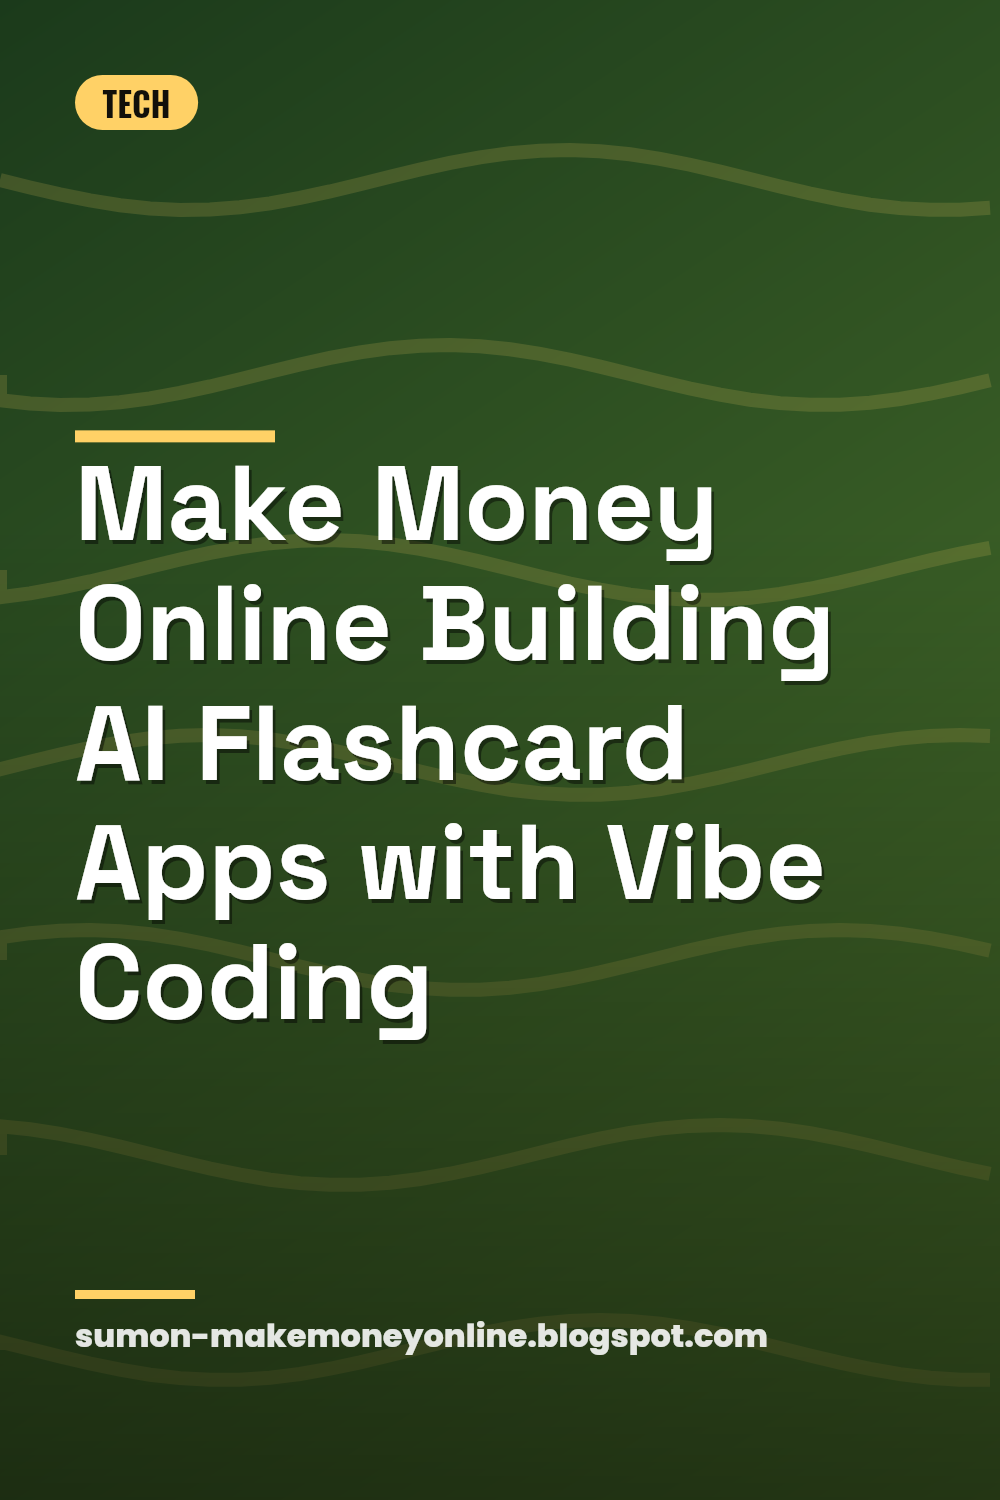 TECH
Make Money
Online Building
AI Flashcard
Apps with Vibe
Coding
sumon-makemoneyonline.blogspot.com